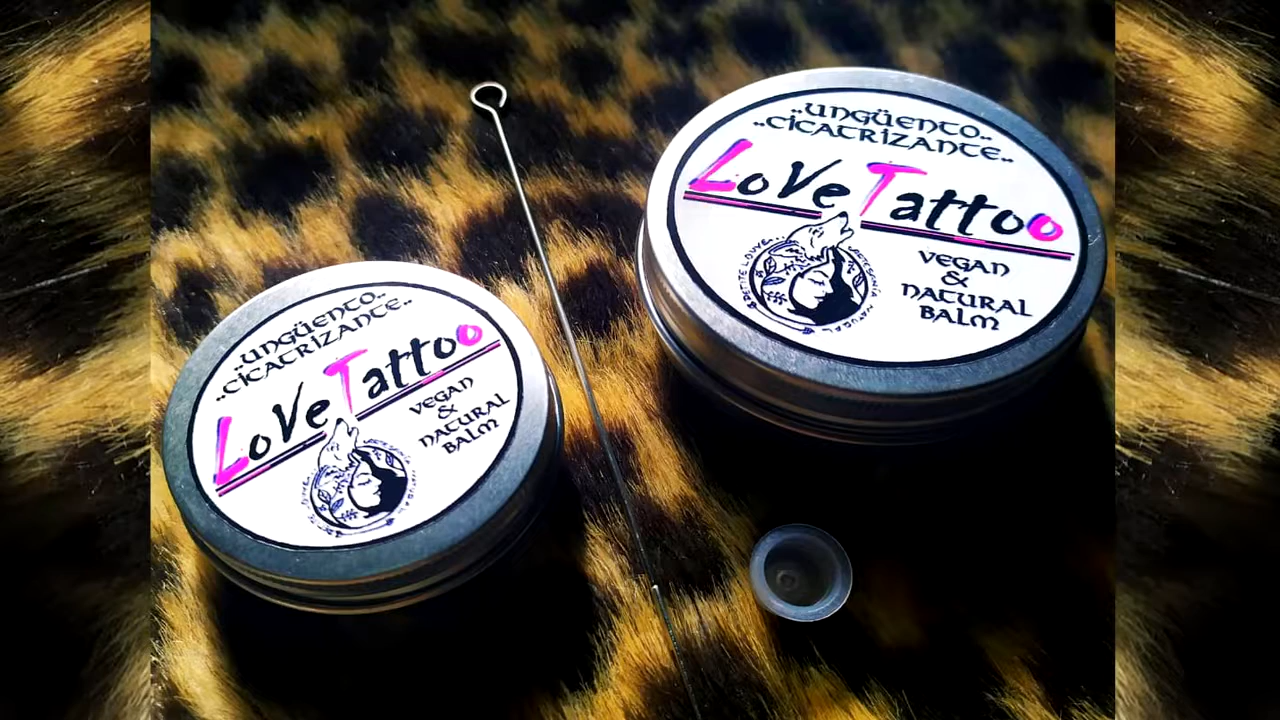 ..UNGÜENTO..
..CICATRIZANTE..
LoVe Tattoo
VEGAN
&
NATURAL
BALM
..UNGÜENTO..
..CICATRIZANTE..
LoVe Tattoo
VEGAN
&
NATURAL
BALM